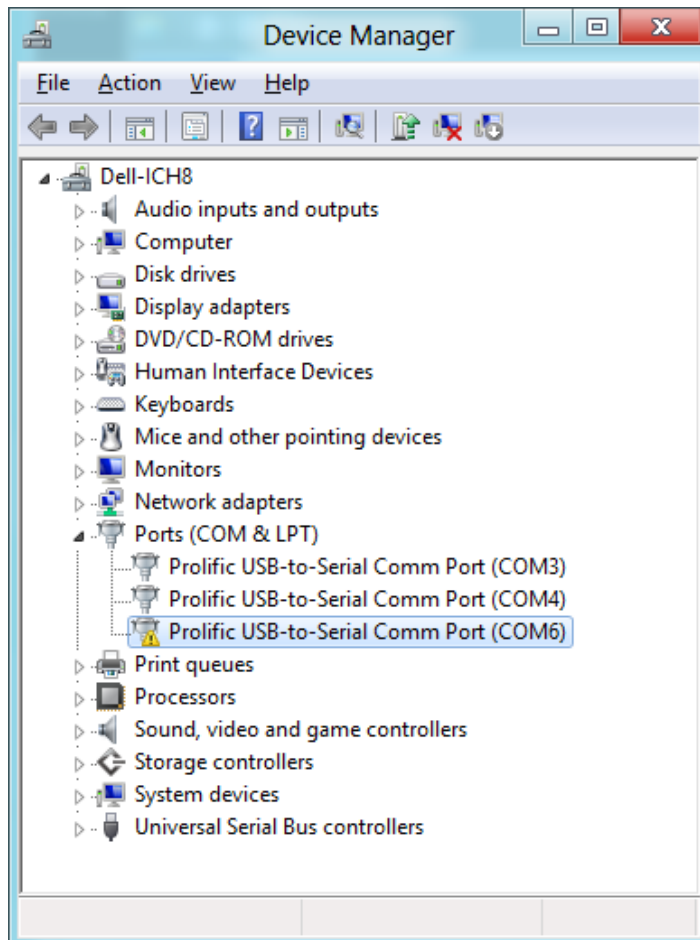 Device Manager
File Action View Help
Dell-ICH8
Audio inputs and outputs
Computer
Disk drives
Display adapters
DVD/CD-ROM drives
Human Interface Devices
Keyboards
Mice and other pointing devices
Monitors
Network adapters
Ports (COM & LPT)
Prolific USB-to-Serial Comm Port (COM3)
Prolific USB-to-Serial Comm Port (COM4)
Prolific USB-to-Serial Comm Port (COM6)
Print queues
Processors
Sound, video and game controllers
Storage controllers
System devices
Universal Serial Bus controllers